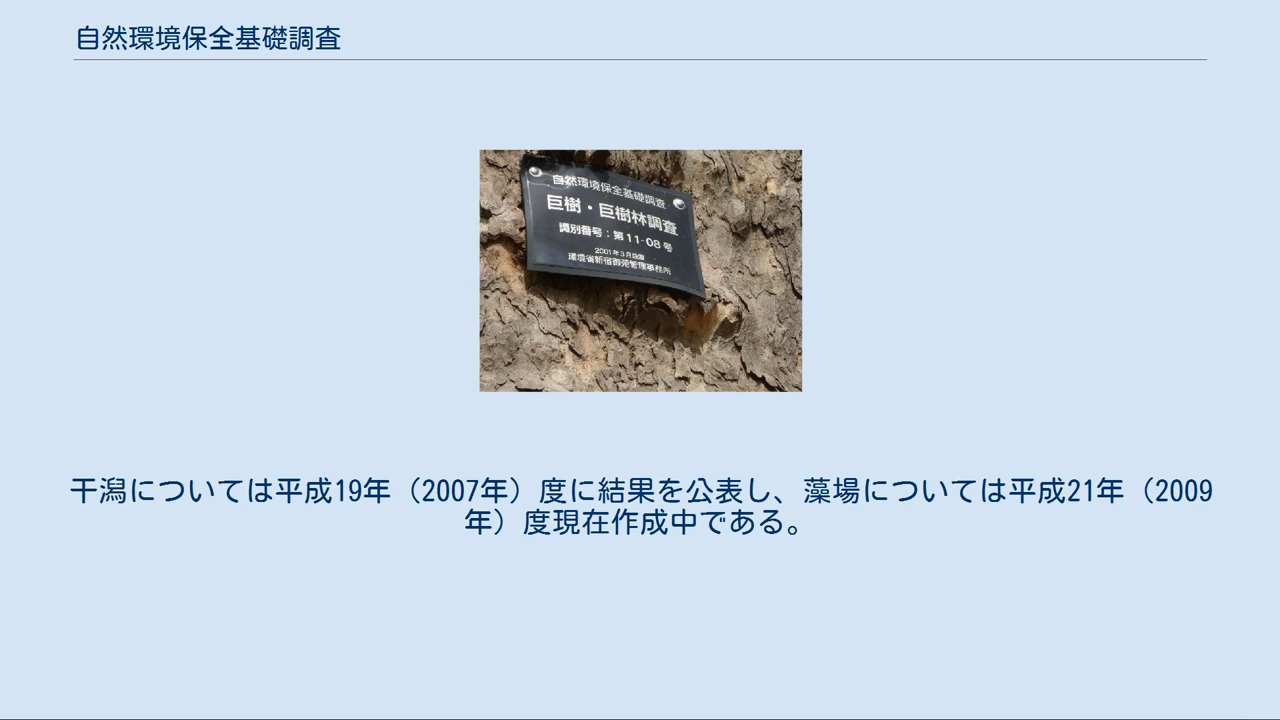 自然環境保全基礎調査
自然環境保全基礎調査
巨樹・巨樹林調査
識別番号：第11-08号
2001年3月設置
環境省新宿御苑管理事務所
干潟については平成19年（2007年）度に結果を公表し、藻場については平成21年（2009
年）度現在作成中である。